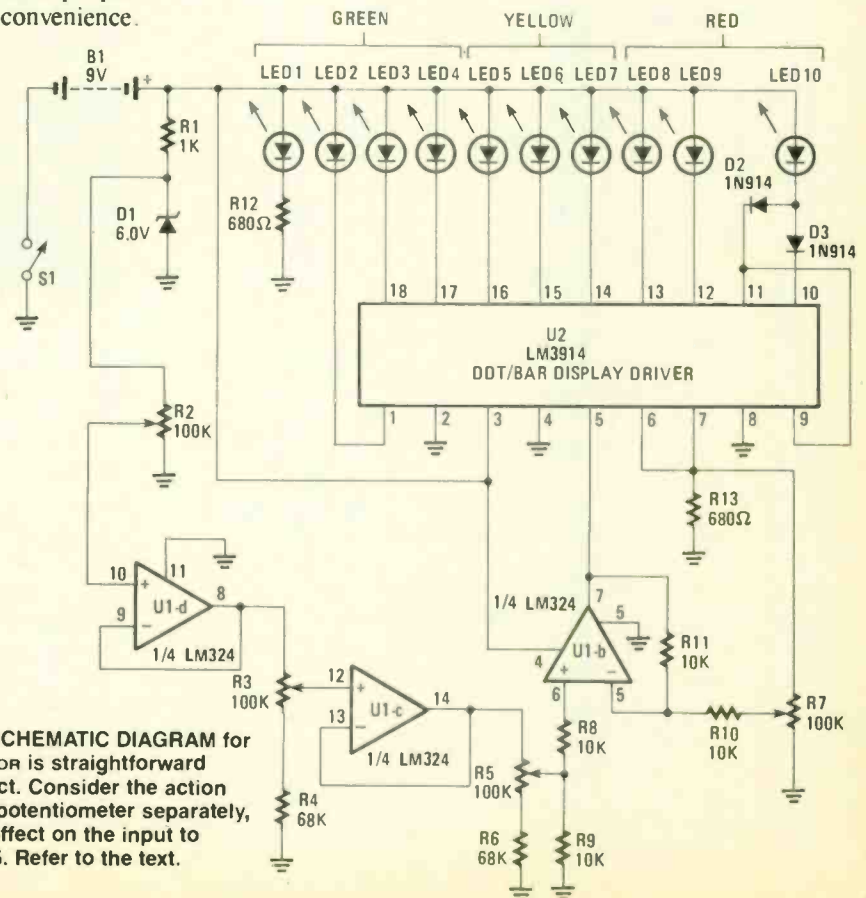 convenience.
GREEN YELLOW RED
B1
9V
+
LED1 LED2 LED3 LED4 LED5 LED6 LED7 LED8 LED9 LED10
R1
1K
D2
1N914
R12
680Ω
D1
6.0V
D3
1N914
S1
18 17 16 15 14 13 12 11 10
U2
LM3914
DOT/BAR DISPLAY DRIVER
1 2 3 4 5 6 7 8 9
R2
100K
R13
680Ω
10 + 11 8
U1-d
9 −
1/4 LM324
1/4 LM324
7
5
4 U1-b
+ −
6 5
R11
10K
R3
100K
12 + 14
U1-c
13 −
1/4 LM324
R8
10K
R10
10K
R7
100K
R5
100K
R4
68K
R6
68K
R9
10K
CHEMATIC DIAGRAM for
OR is straightforward
ct. Consider the action
potentiometer separately,
ffect on the input to
. Refer to the text.